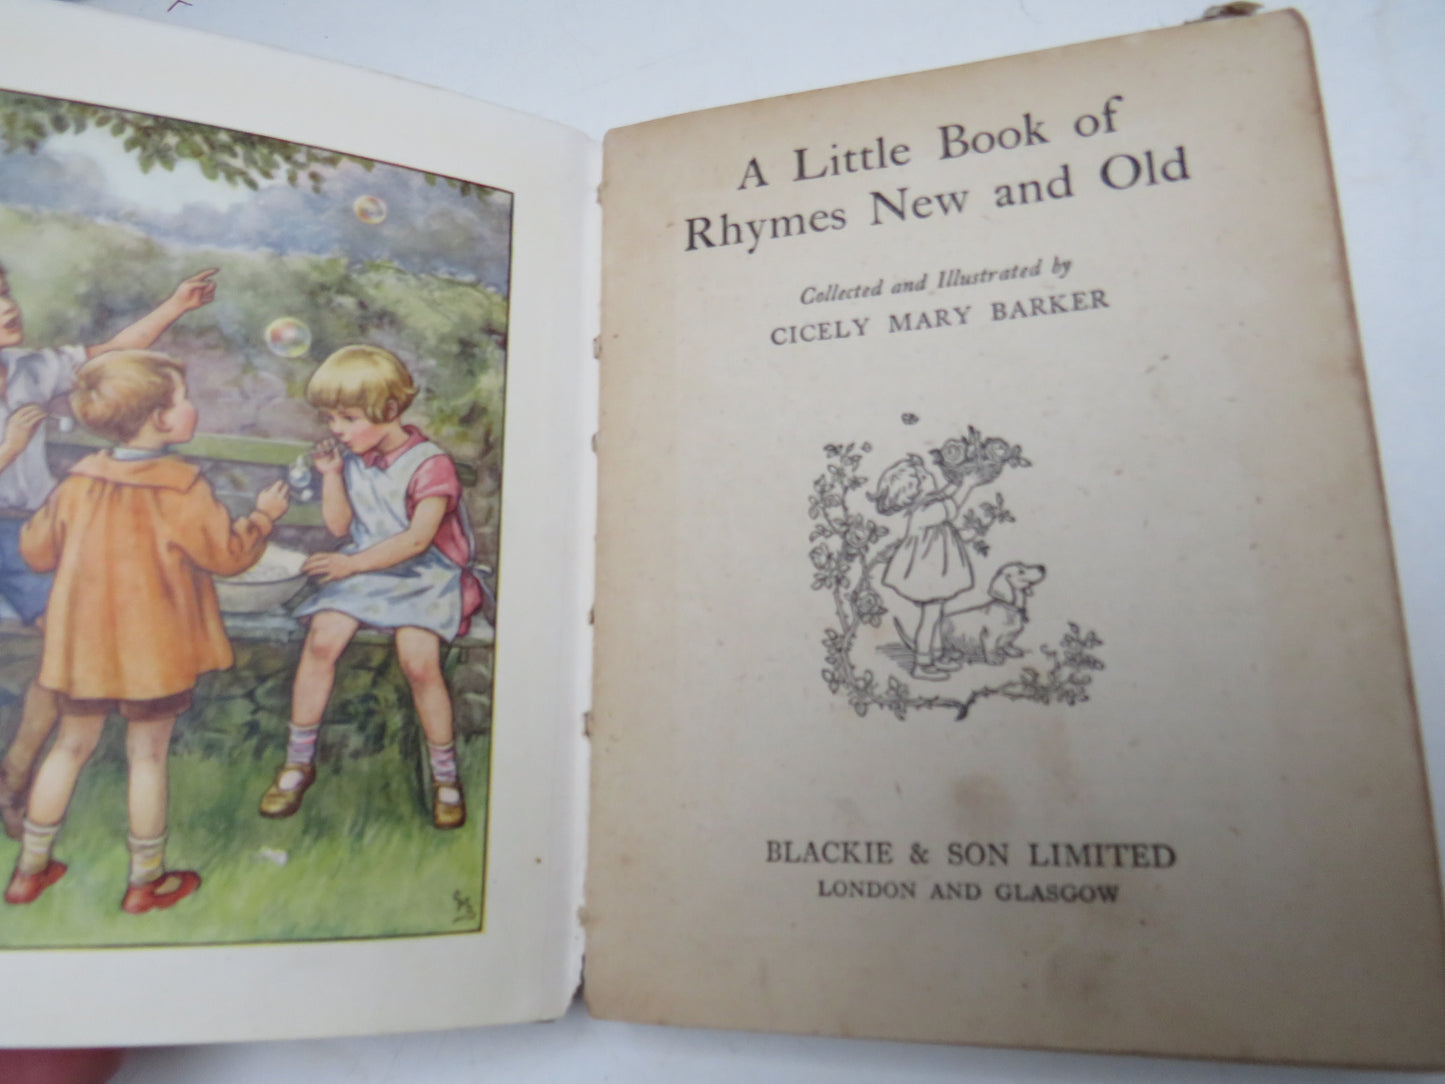 A Little Book of
Rhymes New and Old
Collected and Illustrated by
CICELY MARY BARKER
BLACKIE & SON LIMITED
LONDON AND GLASGOW